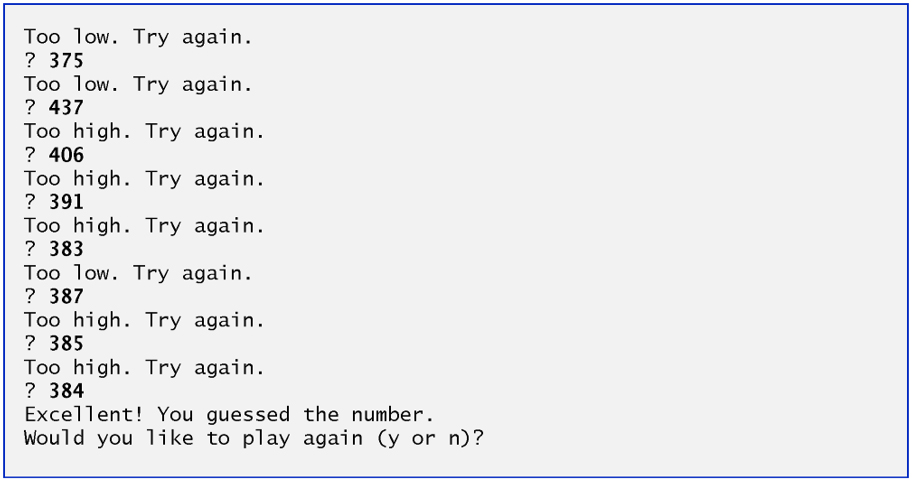 Too low. Try again.
? 375
Too low. Try again.
? 437
Too high. Try again.
? 406
Too high. Try again.
? 391
Too high. Try again.
? 383
Too low. Try again.
? 387
Too high. Try again.
? 385
Too high. Try again.
? 384
Excellent! You guessed the number.
Would you like to play again (y or n)?